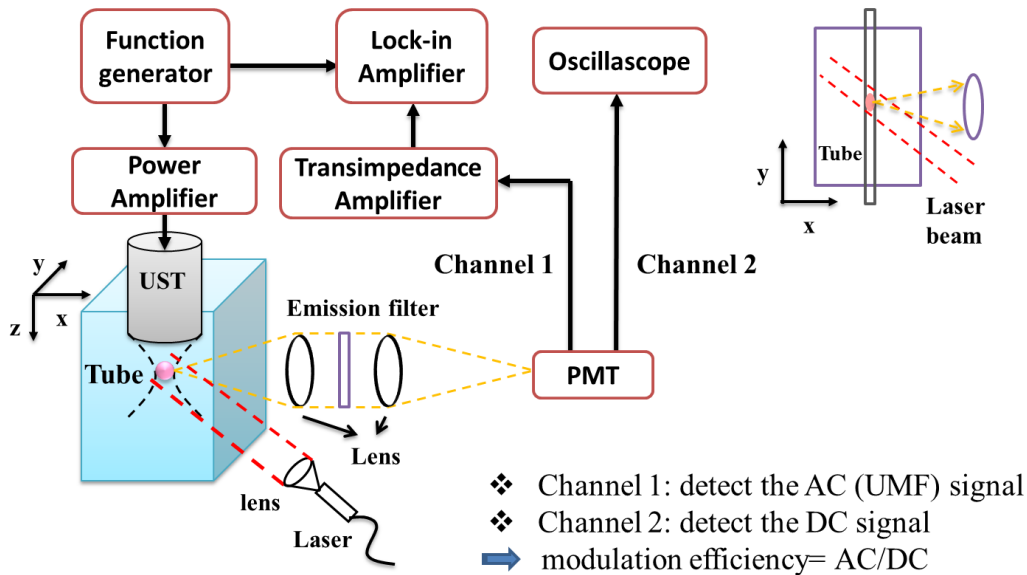 Function
generator
Lock-in
Amplifier
Oscillascope
Power
Amplifier
Transimpedance
Amplifier
Tube
y
x
Laser
beam
Channel 1
Channel 2
y
x
z
UST
Emission filter
Tube
PMT
Lens
lens
Laser
❖ Channel 1: detect the AC (UMF) signal
❖ Channel 2: detect the DC signal
modulation efficiency= AC/DC